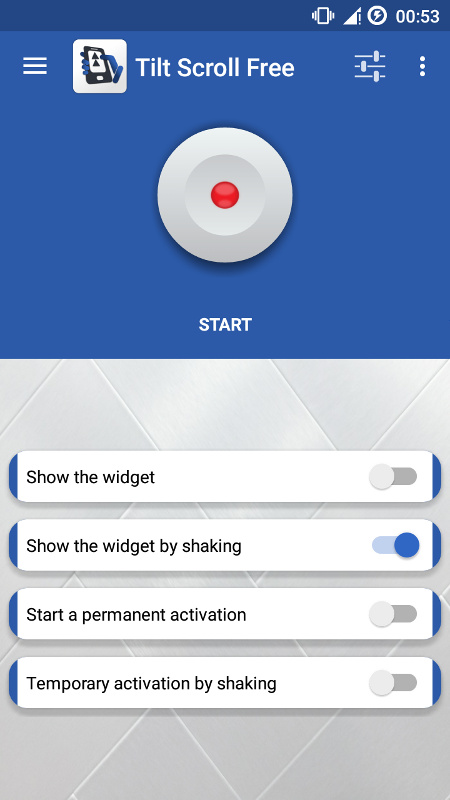 00:53
Tilt Scroll Free
START
Show the widget
Show the widget by shaking
Start a permanent activation
Temporary activation by shaking